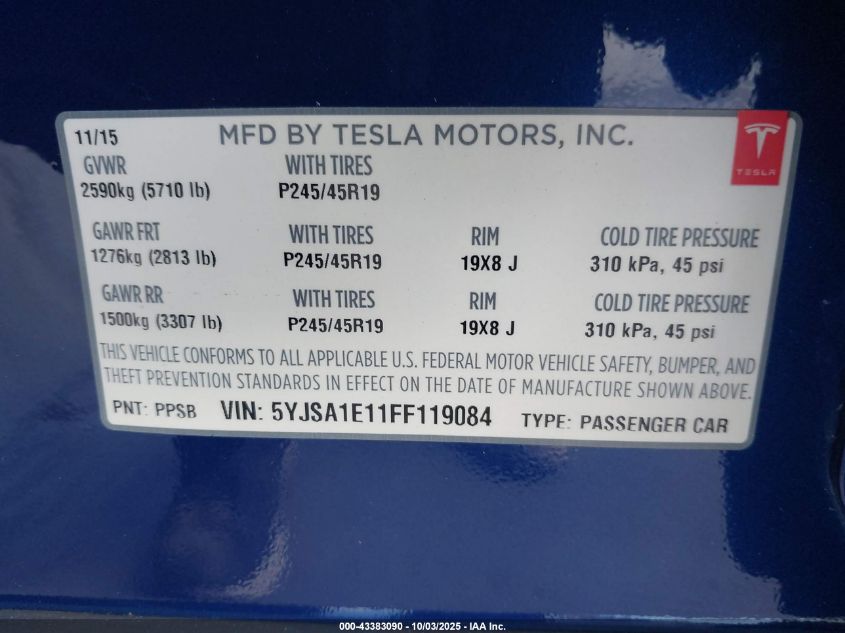 11/15 MFD BY TESLA MOTORS, INC.
TESLA
GVWR WITH TIRES
2590kg (5710 lb) P245/45R19
GAWR FRT WITH TIRES RIM COLD TIRE PRESSURE
1276kg (2813 lb) P245/45R19 19X8 J 310 kPa, 45 psi
GAWR RR WITH TIRES RIM COLD TIRE PRESSURE
1500kg (3307 lb) P245/45R19 19X8 J 310 kPa, 45 psi
THIS VEHICLE CONFORMS TO ALL APPLICABLE U.S. FEDERAL MOTOR VEHICLE SAFETY, BUMPER, AND
THEFT PREVENTION STANDARDS IN EFFECT ON THE DATE OF MANUFACTURE SHOWN ABOVE.
PNT: PPSB VIN: 5YJSA1E11FF119084 TYPE: PASSENGER CAR
000-43383090 - 10/03/2025 - IAA Inc.